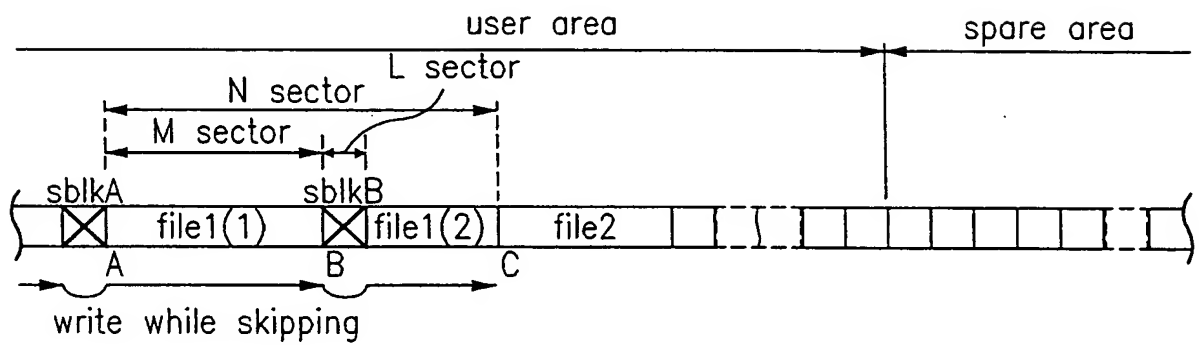 user area
spare area
L sector
N sector
M sector
sblkA
sblkB
file1(1)
file1(2)
file2
A
B
C
write while skipping